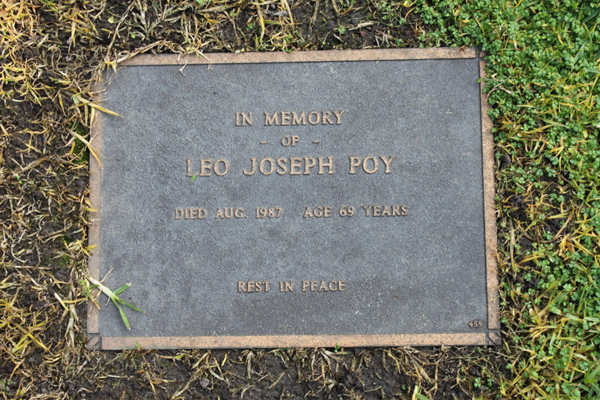 IN MEMORY
- OF -
LEO JOSEPH POY
DIED AUG. 1987 AGE 69 YEARS
REST IN PEACE